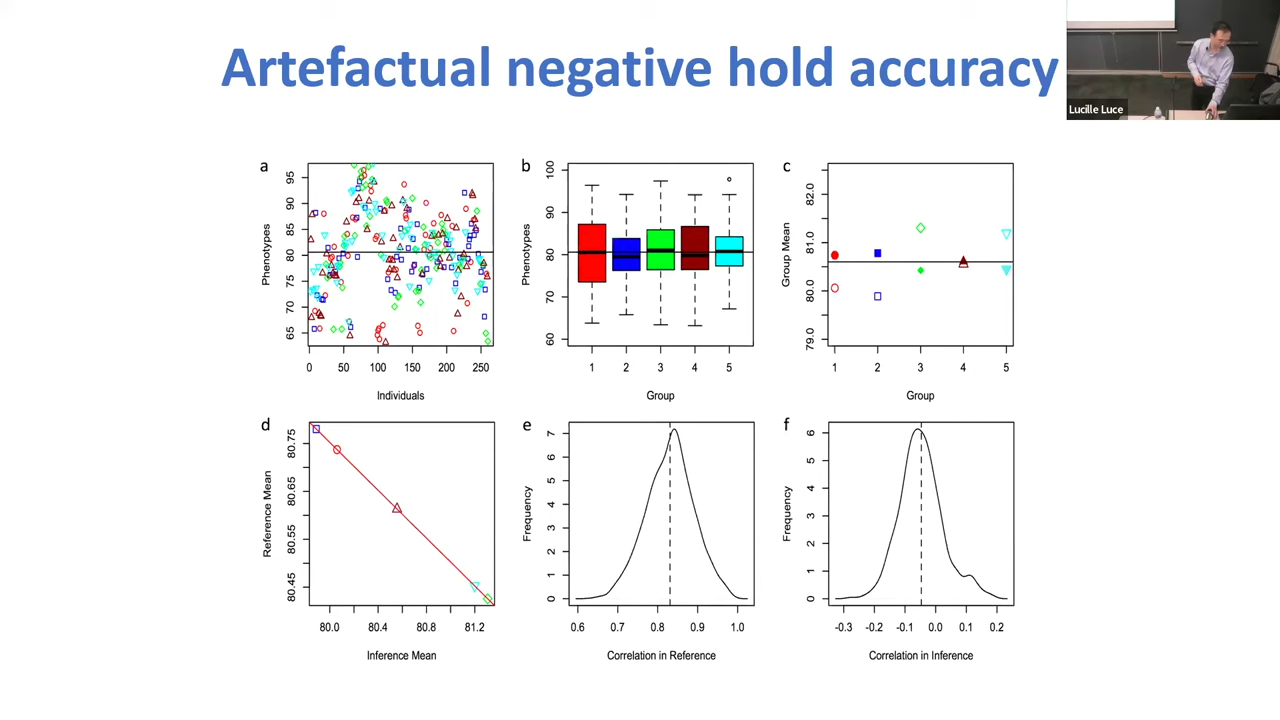 Artefactual negative hold accuracy
Lucille Luce
a
95
90
85
80
75
70
65
Phenotypes
0 50 100 150 200 250
Individuals
b
100
90
80
70
60
Phenotypes
1 2 3 4 5
Group
c
82.0
81.0
80.0
79.0
Group Mean
1 2 3 4 5
Group
d
80.75
80.65
80.55
80.45
Reference Mean
80.0 80.4 80.8 81.2
Inference Mean
e
7
6
5
4
3
2
1
0
Frequency
0.6 0.7 0.8 0.9 1.0
Correlation in Reference
f
6
5
4
3
2
1
0
Frequency
-0.3 -0.2 -0.1 0.0 0.1 0.2
Correlation in Inference